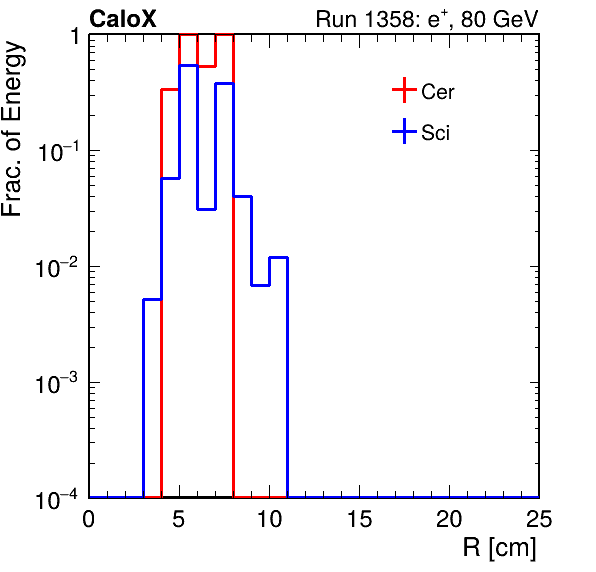 CaloX Run 1358: e⁺, 80 GeV
Frac. of Energy
1
10⁻¹
10⁻²
10⁻³
10⁻⁴
Cer
Sci
0 5 10 15 20 25
R [cm]